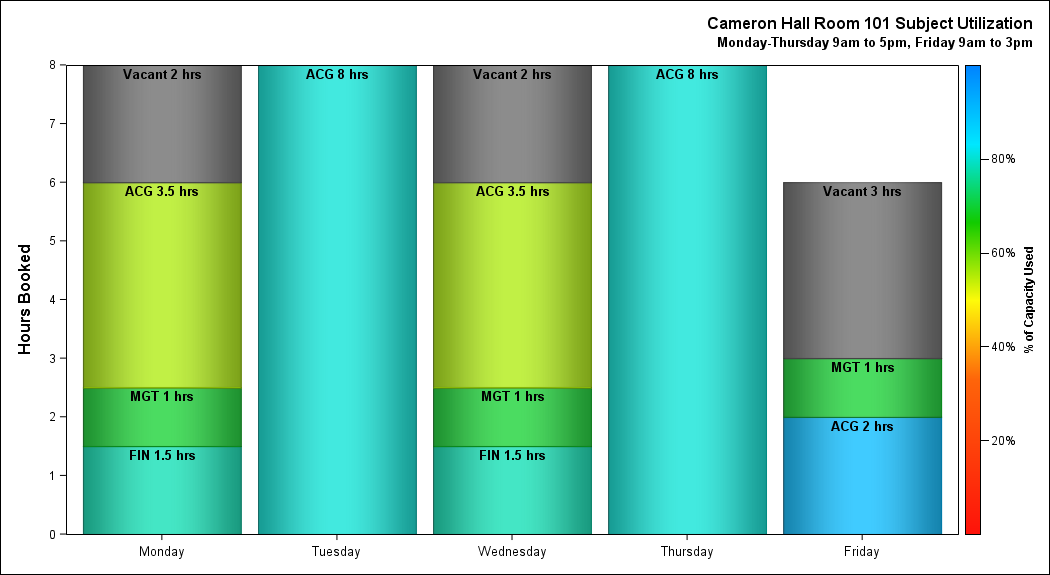 Cameron Hall Room 101 Subject Utilization
Monday-Thursday 9am to 5pm, Friday 9am to 3pm
Hours Booked
8
7
6
5
4
3
2
1
0
Vacant 2 hrs
ACG 3.5 hrs
MGT 1 hrs
FIN 1.5 hrs
ACG 8 hrs
Vacant 2 hrs
ACG 3.5 hrs
MGT 1 hrs
FIN 1.5 hrs
ACG 8 hrs
Vacant 3 hrs
MGT 1 hrs
ACG 2 hrs
Monday
Tuesday
Wednesday
Thursday
Friday
80%
60%
40%
20%
% of Capacity Used